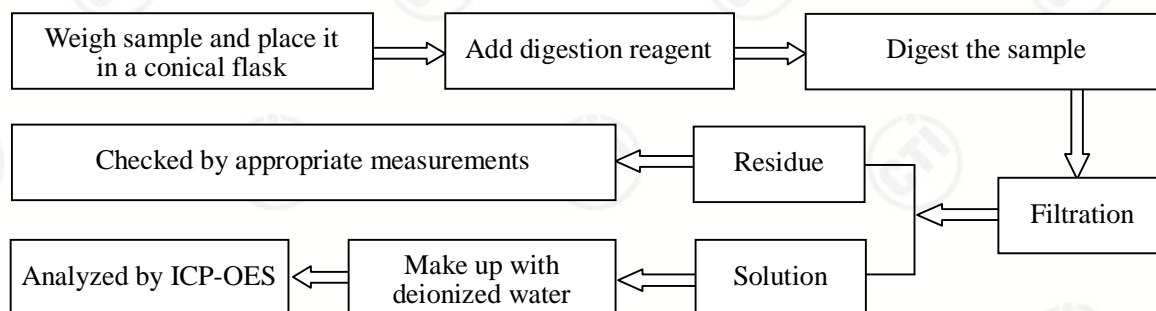 Weigh sample and place it
in a conical flask
Add digestion reagent
Digest the sample
Filtration
Residue
Checked by appropriate measurements
Solution
Make up with
deionized water
Analyzed by ICP-OES